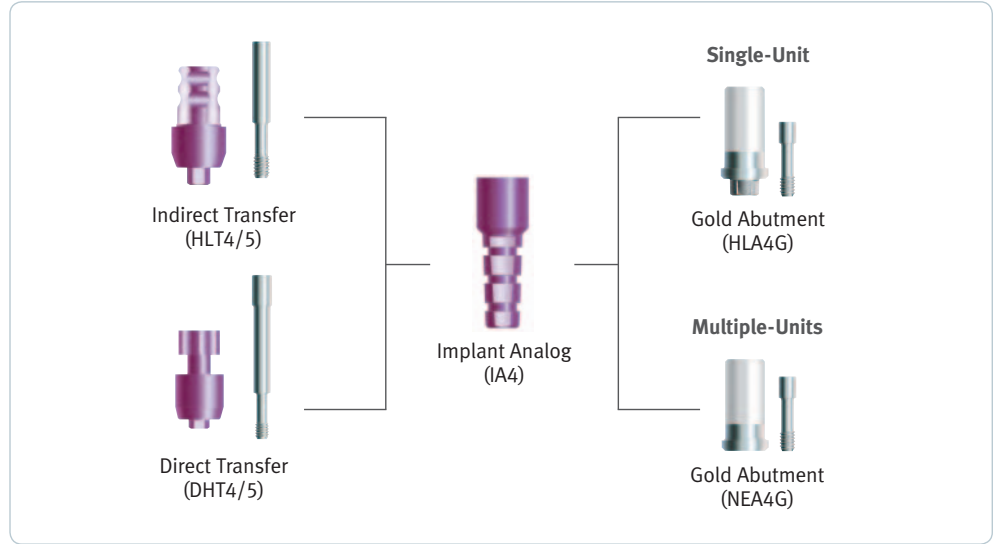 Indirect Transfer
(HLT4/5)
Direct Transfer
(DHT4/5)
Implant Analog
(IA4)
Single-Unit
Gold Abutment
(HLA4G)
Multiple-Units
Gold Abutment
(NEA4G)